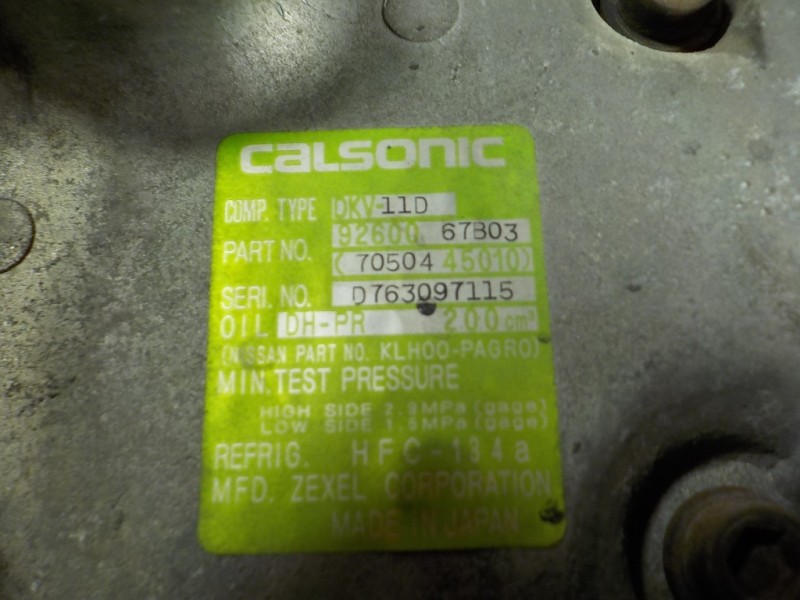 CALSONIC
COMP. TYPE DKV-11D
PART NO. 92600 67B03
(70504 45010)
SERI. NO. D763097115
OIL DH-PR 200 cm³
(NISSAN PART NO. KLH00-PAGR0)
MIN. TEST PRESSURE
HIGH SIDE 2.9MPa (gage)
LOW SIDE 1.6MPa (gage)
REFRIG. HFC-134a
MFD. ZEXEL CORPORATION
MADE IN JAPAN